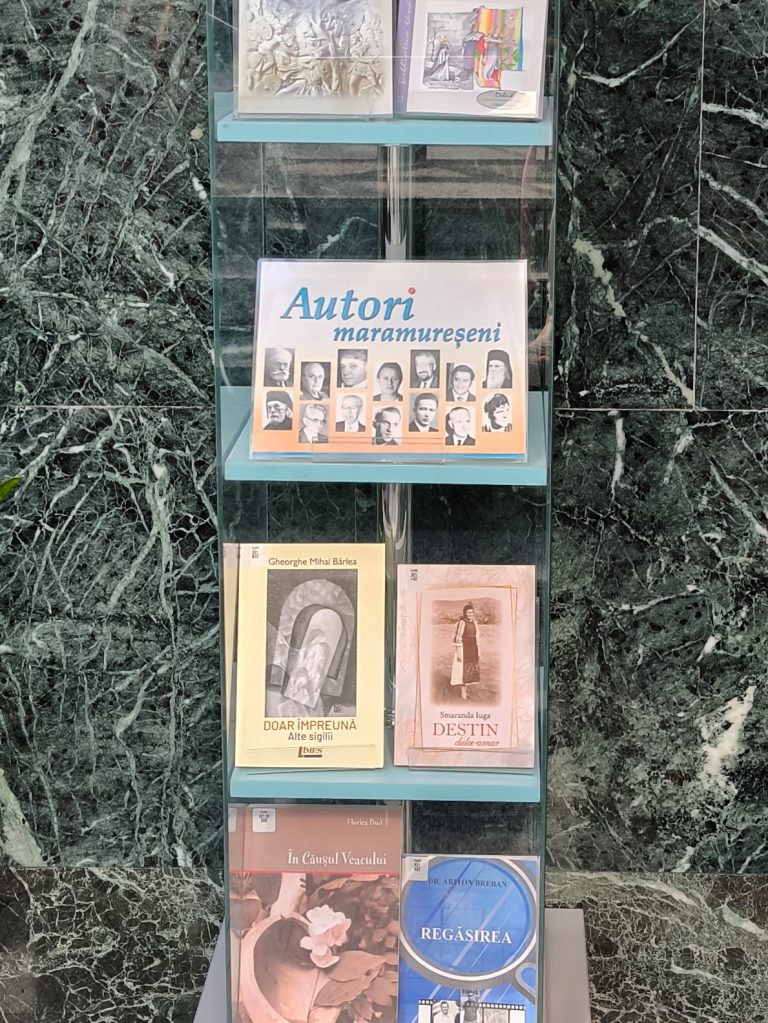 Autori
maramureșeni
Gheorghe Mihai Bârlea
DOAR ÎMPREUNĂ
Alte sigilii
LIMES
Smaranda Iuga
DESTIN
dulce-amar
Florica Bud
În Căușul Veacului
DR. ARITON BREBAN
REGĂSIREA